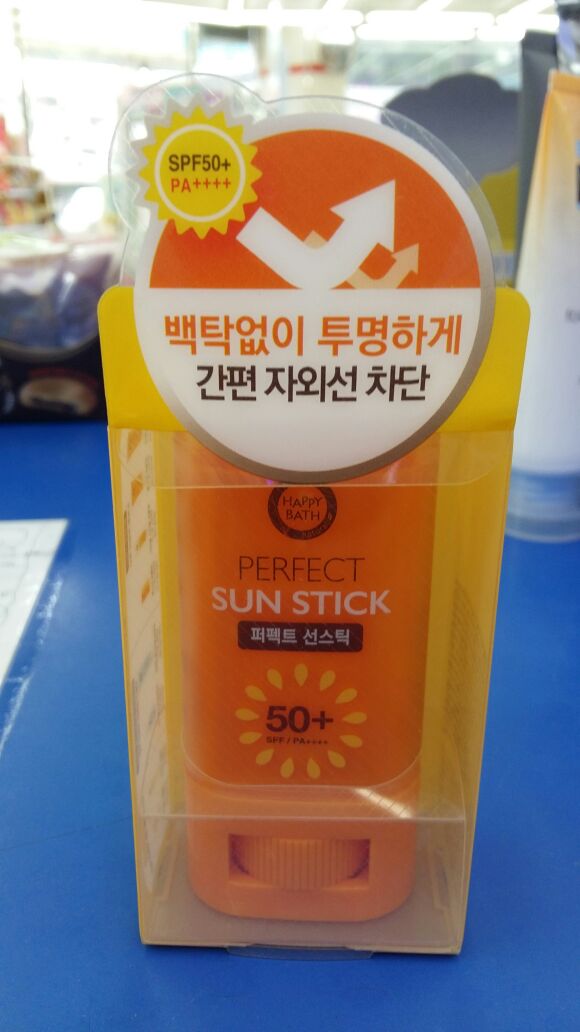 SPF50+
PA++++
백탁없이 투명하게
간편 자외선 차단
HAPPY
BATH
PERFECT
SUN STICK
퍼펙트 선스틱
50+
SPF / PA++++